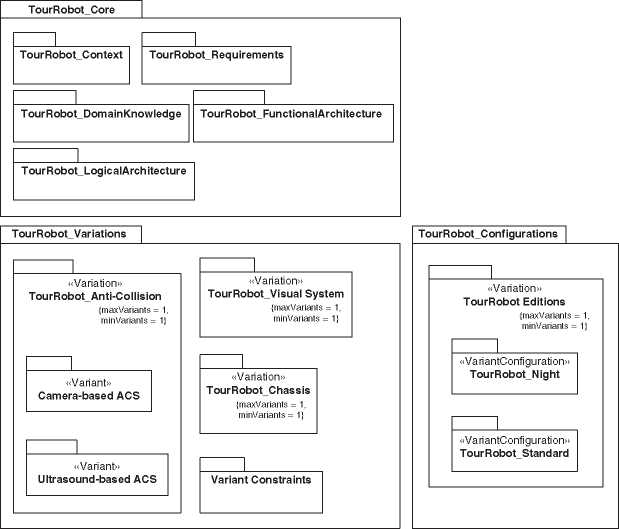 TourRobot_Core
TourRobot_Context
TourRobot_Requirements
TourRobot_DomainKnowledge
TourRobot_FunctionalArchitecture
TourRobot_LogicalArchitecture
TourRobot_Variations
«Variation»
TourRobot_Anti-Collision
{maxVariants = 1,
minVariants = 1}
«Variant»
Camera-based ACS
«Variant»
Ultrasound-based ACS
«Variation»
TourRobot_Visual System
{maxVariants = 1,
minVariants = 1}
«Variation»
TourRobot_Chassis
{maxVariants = 1,
minVariants = 1}
Variant Constraints
TourRobot_Configurations
«Variation»
TourRobot Editions
{maxVariants = 1,
minVariants = 1}
«VariantConfiguration»
TourRobot_Night
«VariantConfiguration»
TourRobot_Standard